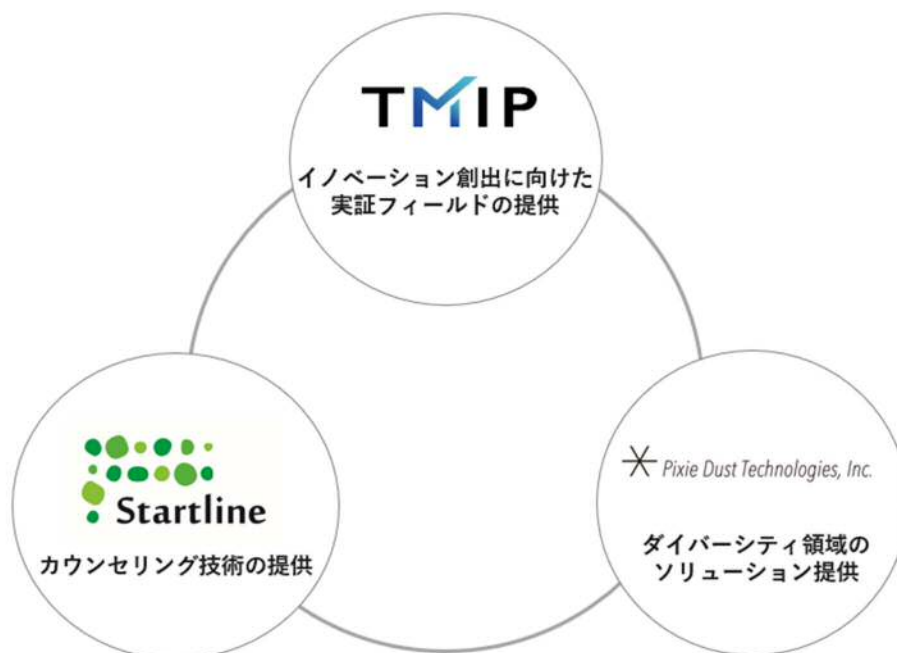 TMIP
イノベーション創出に向けた
実証フィールドの提供
Startline
カウンセリング技術の提供
Pixie Dust Technologies, Inc.
ダイバーシティ領域の
ソリューション提供